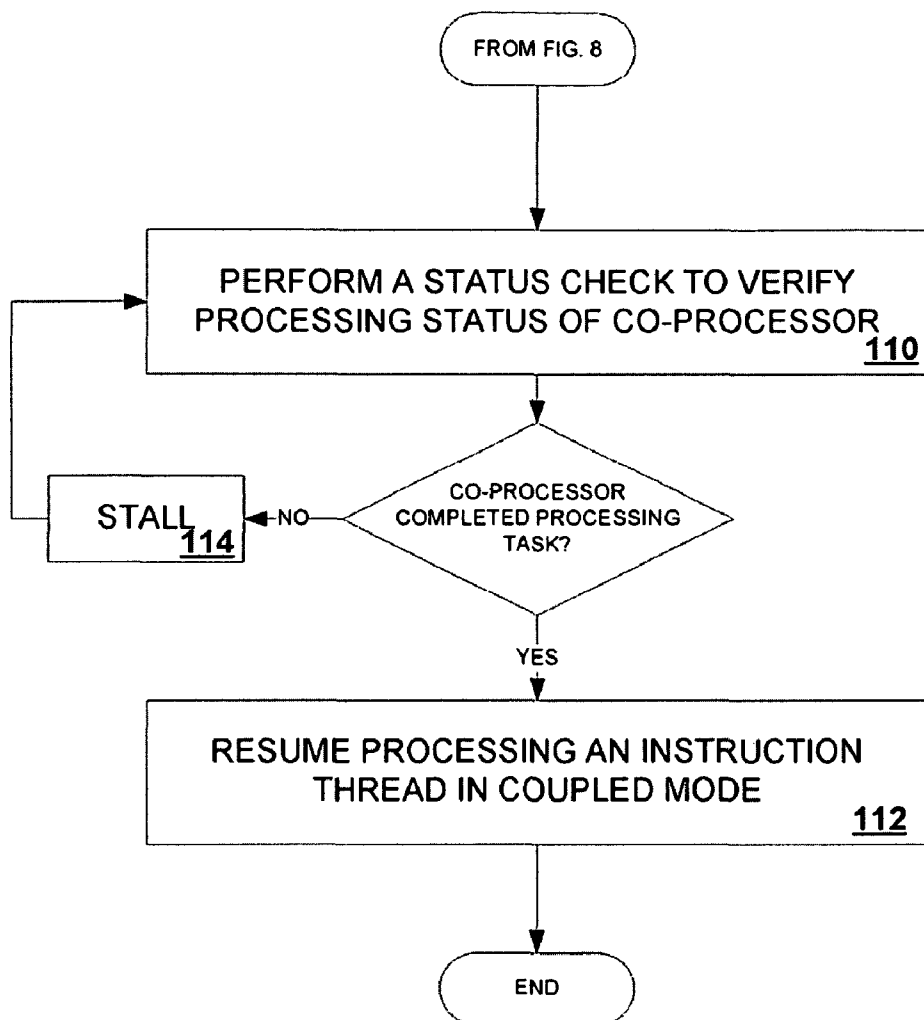 FROM FIG. 8
PERFORM A STATUS CHECK TO VERIFY
PROCESSING STATUS OF CO-PROCESSOR
110
CO-PROCESSOR
COMPLETED PROCESSING
TASK?
NO
STALL
114
YES
RESUME PROCESSING AN INSTRUCTION
THREAD IN COUPLED MODE
112
END